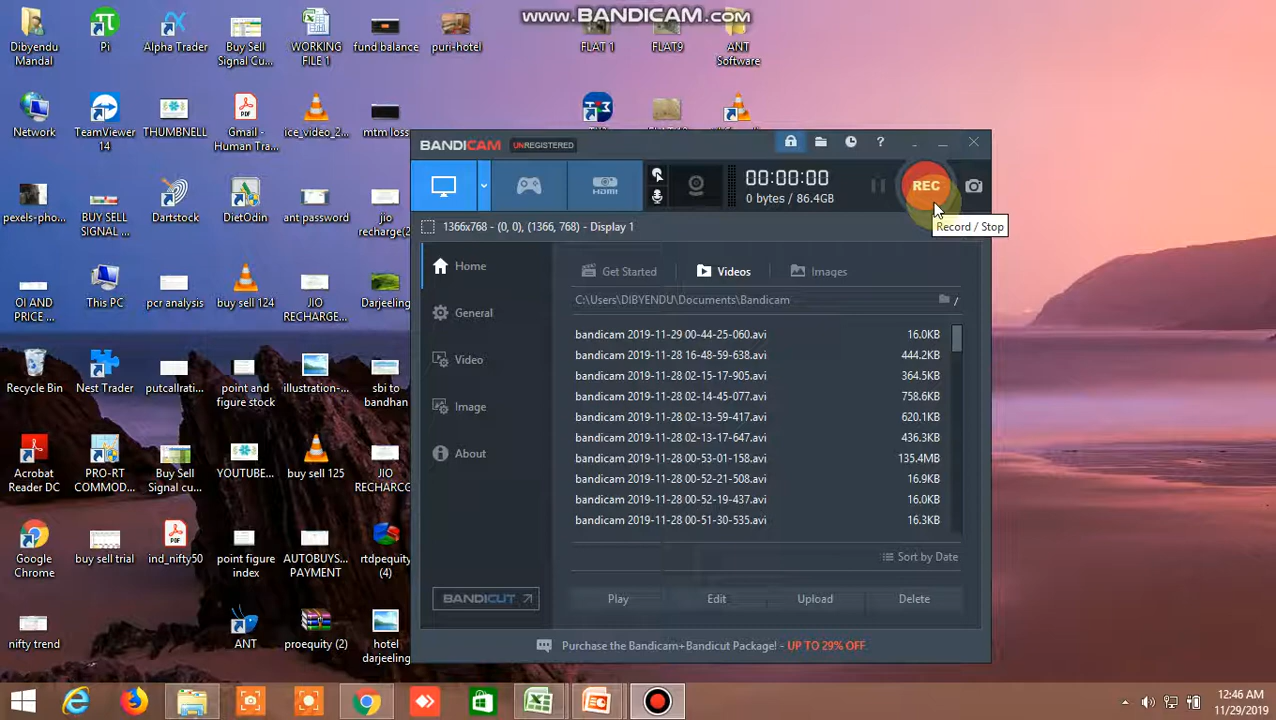 www.BANDICAM.com
Dibyendu Mandal
Pi
Alpha Trader
Buy Sell Signal Cu...
WORKING FILE 1
fund balance
puri-hotel
FLAT 1
FLAT9
ANT Software
Network
TeamViewer 14
THUMBNELL
Gmail - Human Tra...
ice_video_2...
mtm loss
BANDICAM UNREGISTERED
?
pexels-pho...
BUY SELL SIGNAL ...
Dartstock
DietOdin
ant password
jio recharge(2)
HDMI
00:00:00
0 bytes / 86.4GB
REC
Record / Stop
1366x768 - (0, 0), (1366, 768) - Display 1
Home
General
Video
Image
About
BANDICUT
Get Started
Videos
Images
C:\Users\DIBYENDU\Documents\Bandicam
/
bandicam 2019-11-29 00-44-25-060.avi 16.0KB
bandicam 2019-11-28 16-48-59-638.avi 444.2KB
bandicam 2019-11-28 02-15-17-905.avi 364.5KB
bandicam 2019-11-28 02-14-45-077.avi 758.6KB
bandicam 2019-11-28 02-13-59-417.avi 620.1KB
bandicam 2019-11-28 02-13-17-647.avi 436.3KB
bandicam 2019-11-28 00-53-01-158.avi 135.4MB
bandicam 2019-11-28 00-52-21-508.avi 16.9KB
bandicam 2019-11-28 00-52-19-437.avi 16.0KB
bandicam 2019-11-28 00-51-30-535.avi 16.3KB
Sort by Date
Play
Edit
Upload
Delete
Purchase the Bandicam+Bandicut Package! - UP TO 29% OFF.
OI AND PRICE ...
This PC
pcr analysis
buy sell 124
JIO RECHARGE...
Darjeeling
Recycle Bin
Nest Trader
putcallratio...
point and figure stock
illustration-...
sbi to bandhan
Acrobat Reader DC
PRO-RT COMMOD...
Buy Sell Signal cu...
YOUTUBE...
buy sell 125
JIO
Google Chrome
buy sell trial
ind_nifty50
point figure index
AUTOBUYS... PAYMENT
rtdpequity (4)
nifty trend
ANT
proequity (2)
hotel darjeeling
12:46 AM
11/29/2019